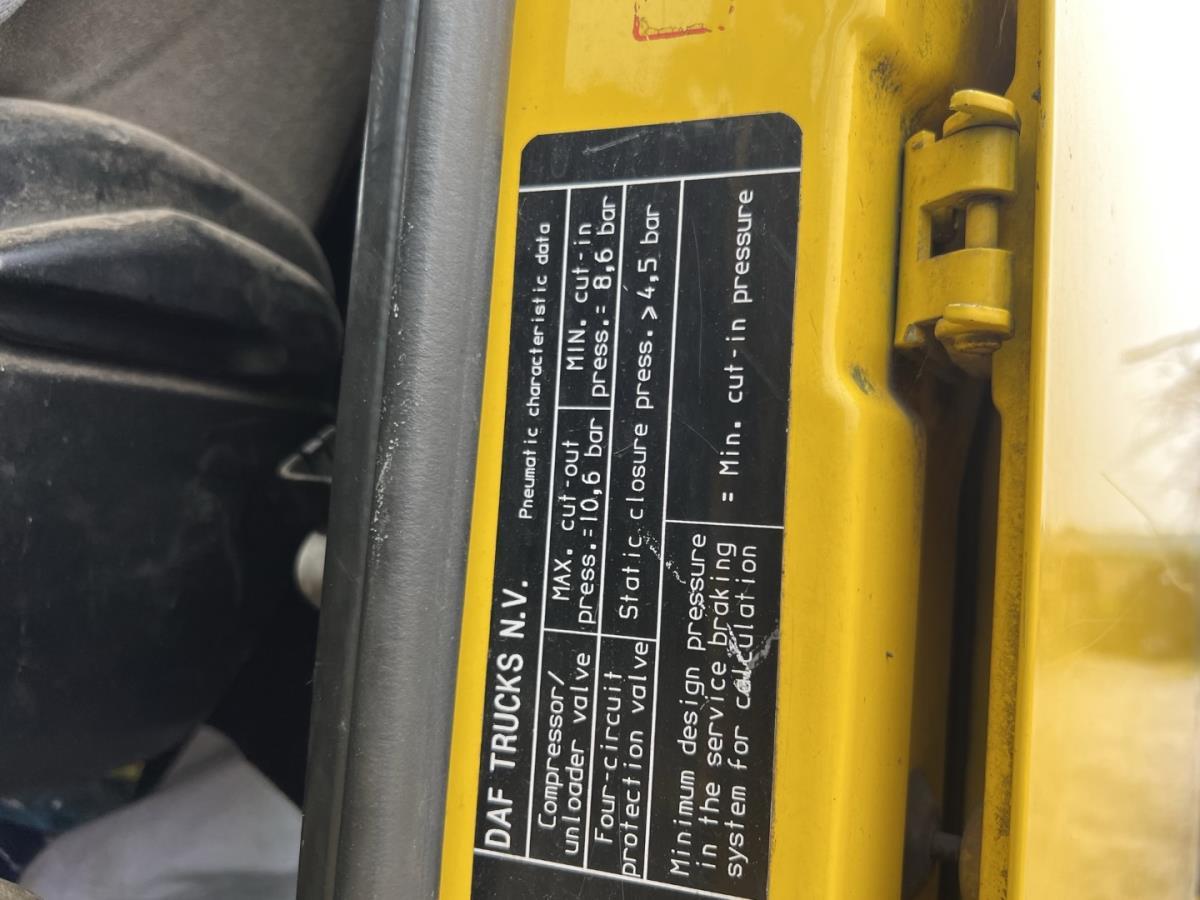 DAF TRUCKS N.V. Pneumatic characteristic data
Compressor/
unloader valve
MAX. cut-out
press.=10,6 bar
MIN. cut-in
press.= 8,6 bar
Four-circuit
protection valve
Static closure press. > 4,5 bar
Minimum design pressure
in the service braking
system for calculation
= Min. cut-in pressure